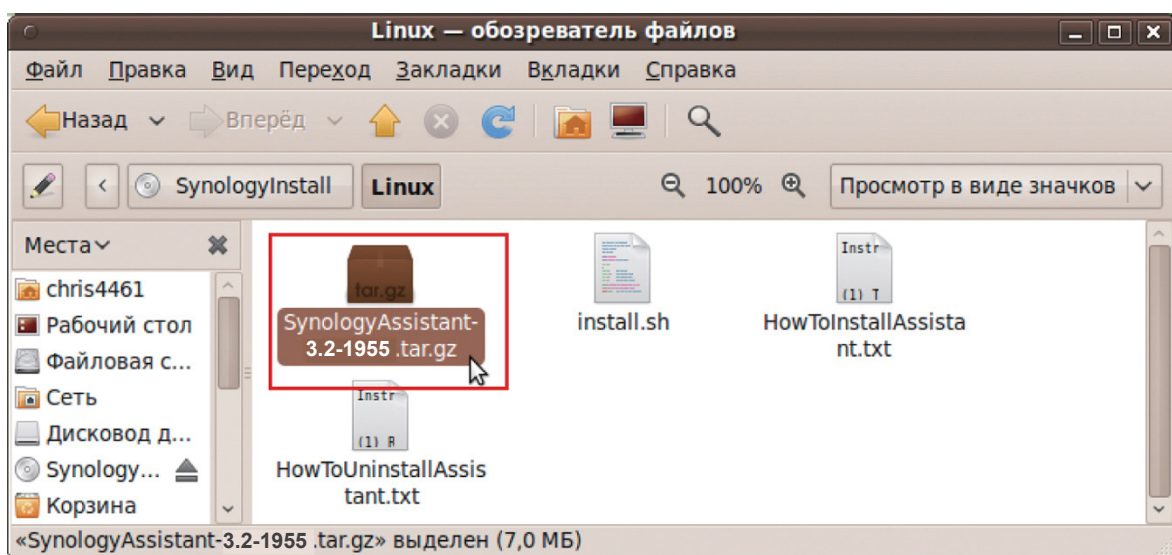 Linux — обозреватель файлов
Файл Правка Вид Переход Закладки Вкладки Справка
Назад Вперёд
SynologyInstall Linux 100% Просмотр в виде значков
Места
chris4461
Рабочий стол
Файловая с...
Сеть
Дисковод д...
Synology...
Корзина
tar.gz
SynologyAssistant-
3.2-1955 .tar.gz
install.sh
Instr
(1) T
HowToInstallAssista
nt.txt
Instr
(1) R
HowToUninstallAssis
tant.txt
«SynologyAssistant-3.2-1955 .tar.gz» выделен (7,0 МБ)